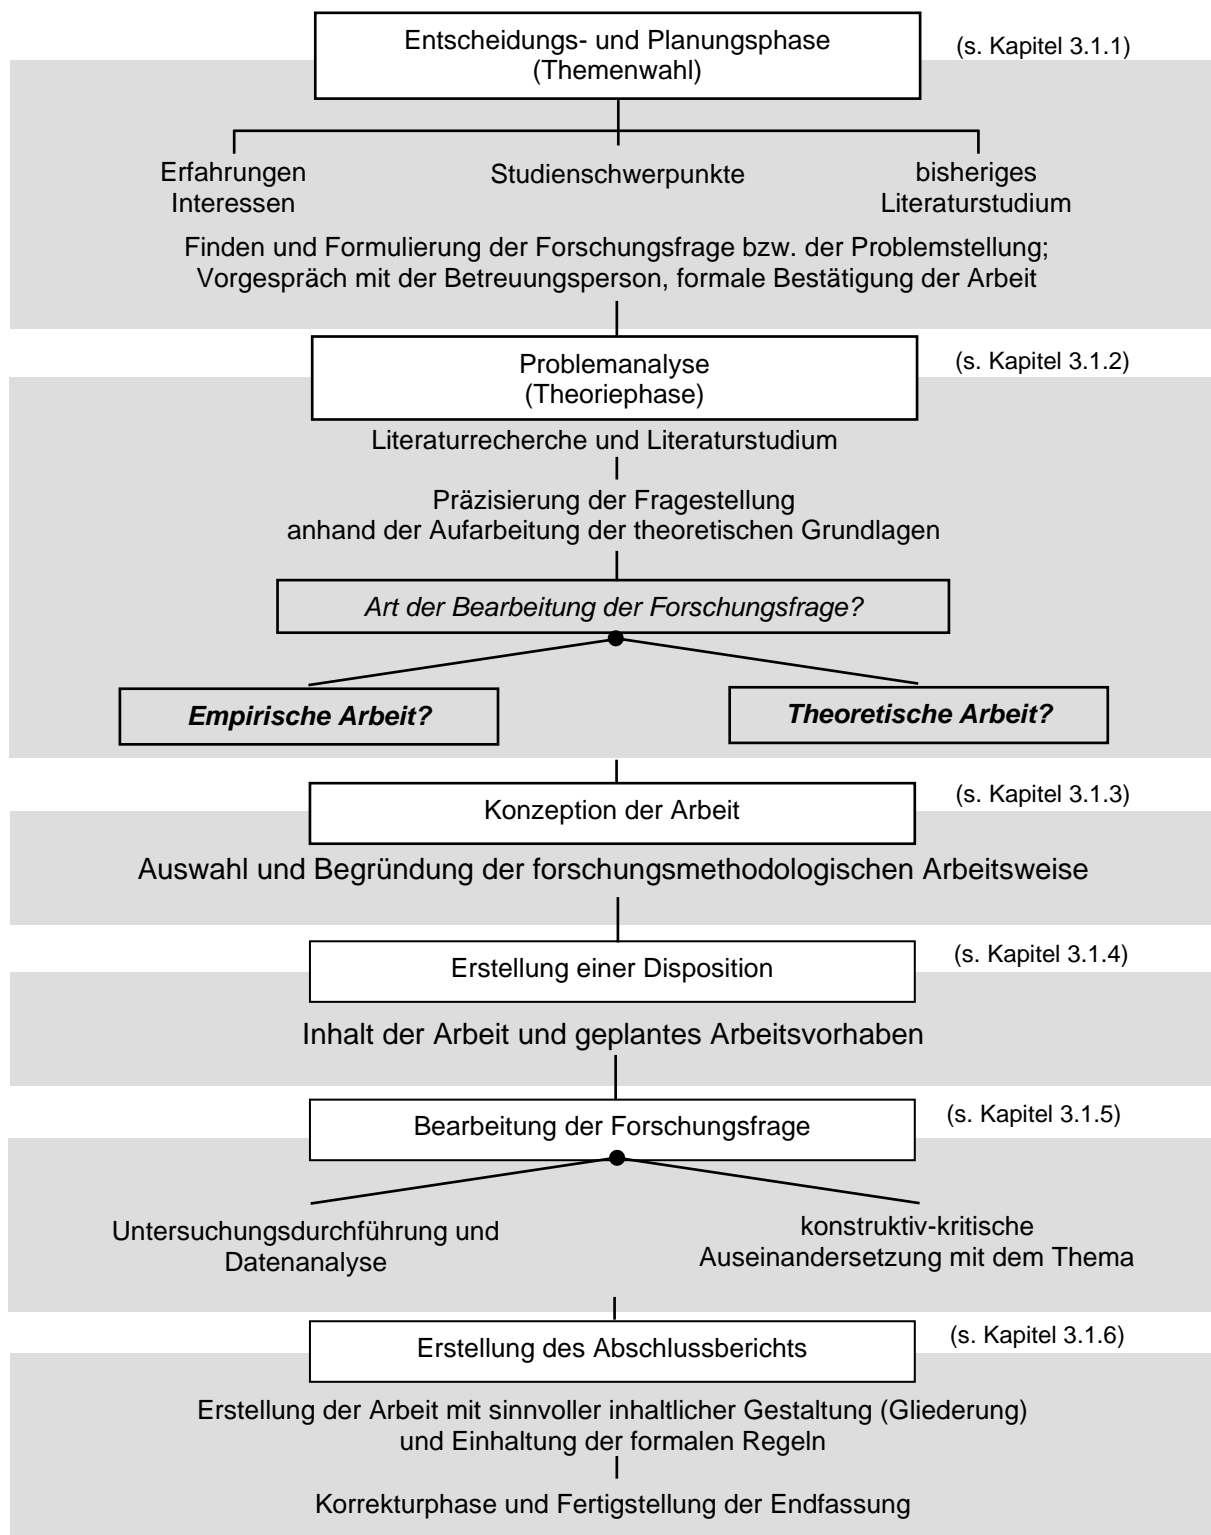 Entscheidungs- und Planungsphase
(Themenwahl)
(s. Kapitel 3.1.1)
Erfahrungen
Interessen
Studienschwerpunkte
bisheriges
Literaturstudium
Finden und Formulierung der Forschungsfrage bzw. der Problemstellung;
Vorgespräch mit der Betreuungsperson, formale Bestätigung der Arbeit
Problemanalyse
(Theoriephase)
(s. Kapitel 3.1.2)
Literaturrecherche und Literaturstudium
Präzisierung der Fragestellung
anhand der Aufarbeitung der theoretischen Grundlagen
Art der Bearbeitung der Forschungsfrage?
Empirische Arbeit?
Theoretische Arbeit?
Konzeption der Arbeit
(s. Kapitel 3.1.3)
Auswahl und Begründung der forschungsmethodologischen Arbeitsweise
Erstellung einer Disposition
(s. Kapitel 3.1.4)
Inhalt der Arbeit und geplantes Arbeitsvorhaben
Bearbeitung der Forschungsfrage
(s. Kapitel 3.1.5)
Untersuchungsdurchführung und
Datenanalyse
konstruktiv-kritische
Auseinandersetzung mit dem Thema
Erstellung des Abschlussberichts
(s. Kapitel 3.1.6)
Erstellung der Arbeit mit sinnvoller inhaltlicher Gestaltung (Gliederung)
und Einhaltung der formalen Regeln
Korrekturphase und Fertigstellung der Endfassung